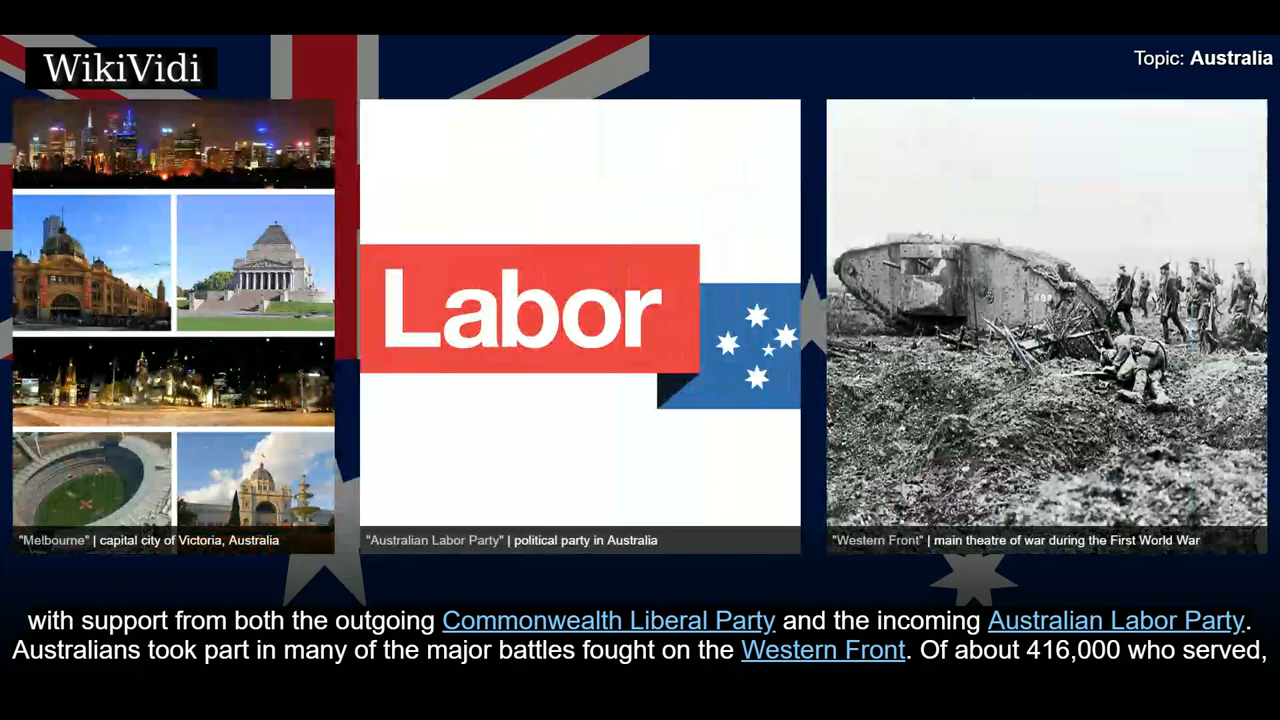 WikiVidi
Topic: Australia
Labor
"Melbourne" | capital city of Victoria, Australia
"Australian Labor Party" | political party in Australia
"Western Front" | main theatre of war during the First World War
with support from both the outgoing Commonwealth Liberal Party and the incoming Australian Labor Party.
Australians took part in many of the major battles fought on the Western Front. Of about 416,000 who served,